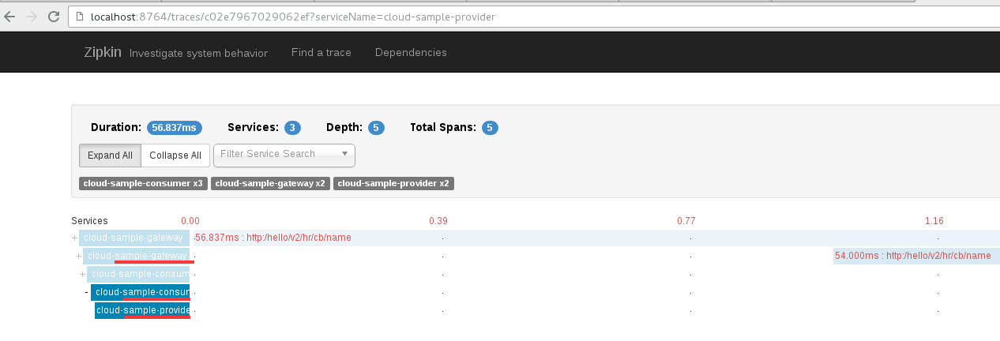 localhost:8764/traces/c02e7967029062ef?serviceName=cloud-sample-provider
Zipkin Investigate system behavior Find a trace Dependencies
Duration: 56.837ms Services: 3 Depth: 5 Total Spans: 5
Expand All Collapse All Filter Service Search
cloud-sample-consumer x3 cloud-sample-gateway x2 cloud-sample-provider x2
Services 0.00 0.39 0.77 1.16
+ cloud-sample-gateway 56.837ms : http:/hello/v2/hr/cb/name
+ cloud-sample-gateway 54.000ms : http:/hello/v2/hr/cb/name
+ cloud-sample-consum
- cloud-sample-consum
cloud-sample-provide